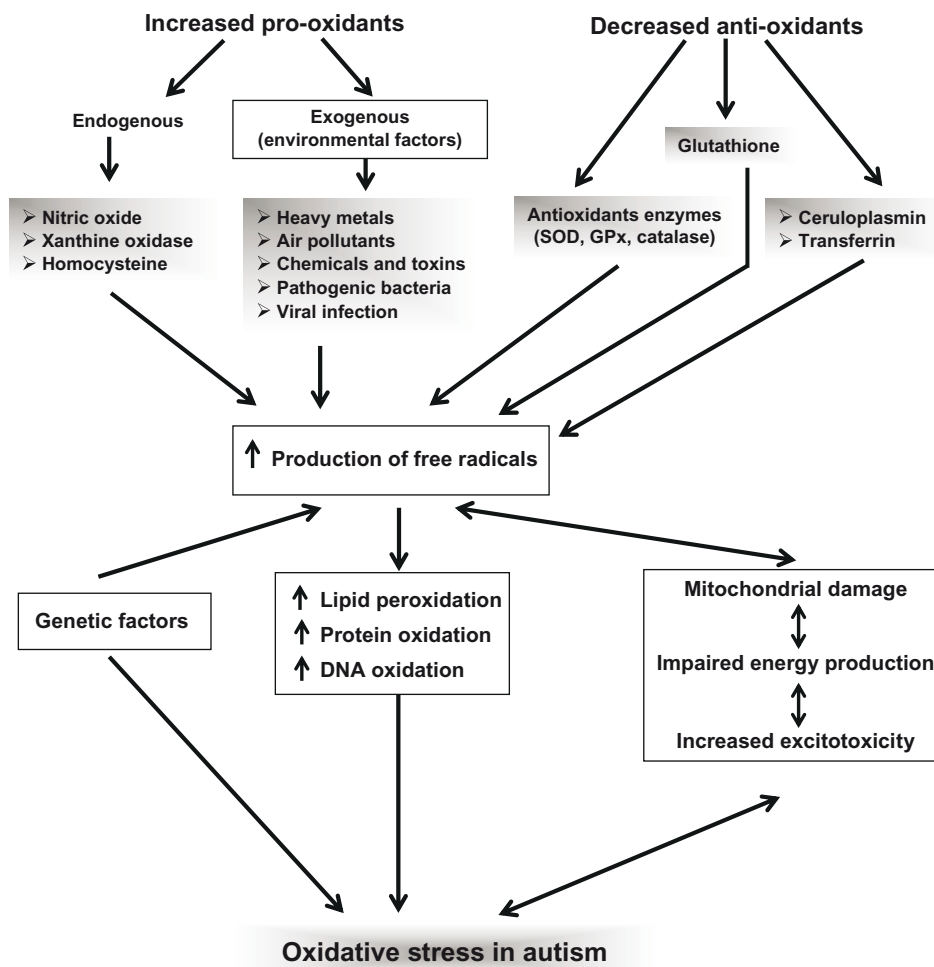 Increased pro-oxidants
Decreased anti-oxidants
Endogenous
Exogenous
(environmental factors)
Glutathione
➢ Nitric oxide
➢ Xanthine oxidase
➢ Homocysteine
➢ Heavy metals
➢ Air pollutants
➢ Chemicals and toxins
➢ Pathogenic bacteria
➢ Viral infection
Antioxidants enzymes
(SOD, GPx, catalase)
➢ Ceruloplasmin
➢ Transferrin
↑ Production of free radicals
Genetic factors
↑ Lipid peroxidation
↑ Protein oxidation
↑ DNA oxidation
Mitochondrial damage
Impaired energy production
Increased excitotoxicity
Oxidative stress in autism